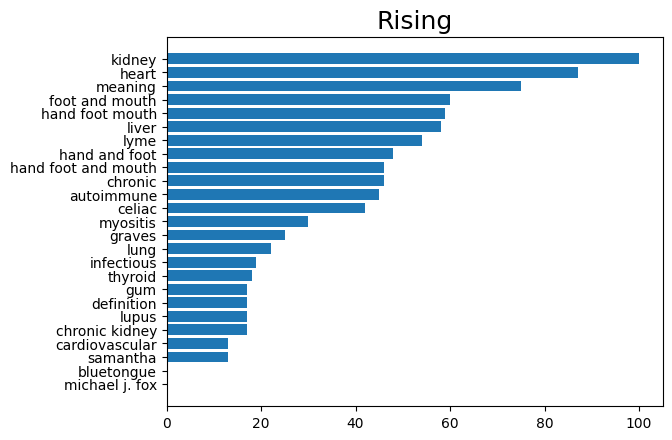 Rising
kidney
heart
meaning
foot and mouth
hand foot mouth
liver
lyme
hand and foot
hand foot and mouth
chronic
autoimmune
celiac
myositis
graves
lung
infectious
thyroid
gum
definition
lupus
chronic kidney
cardiovascular
samantha
bluetongue
michael j. fox
0 20 40 60 80 100